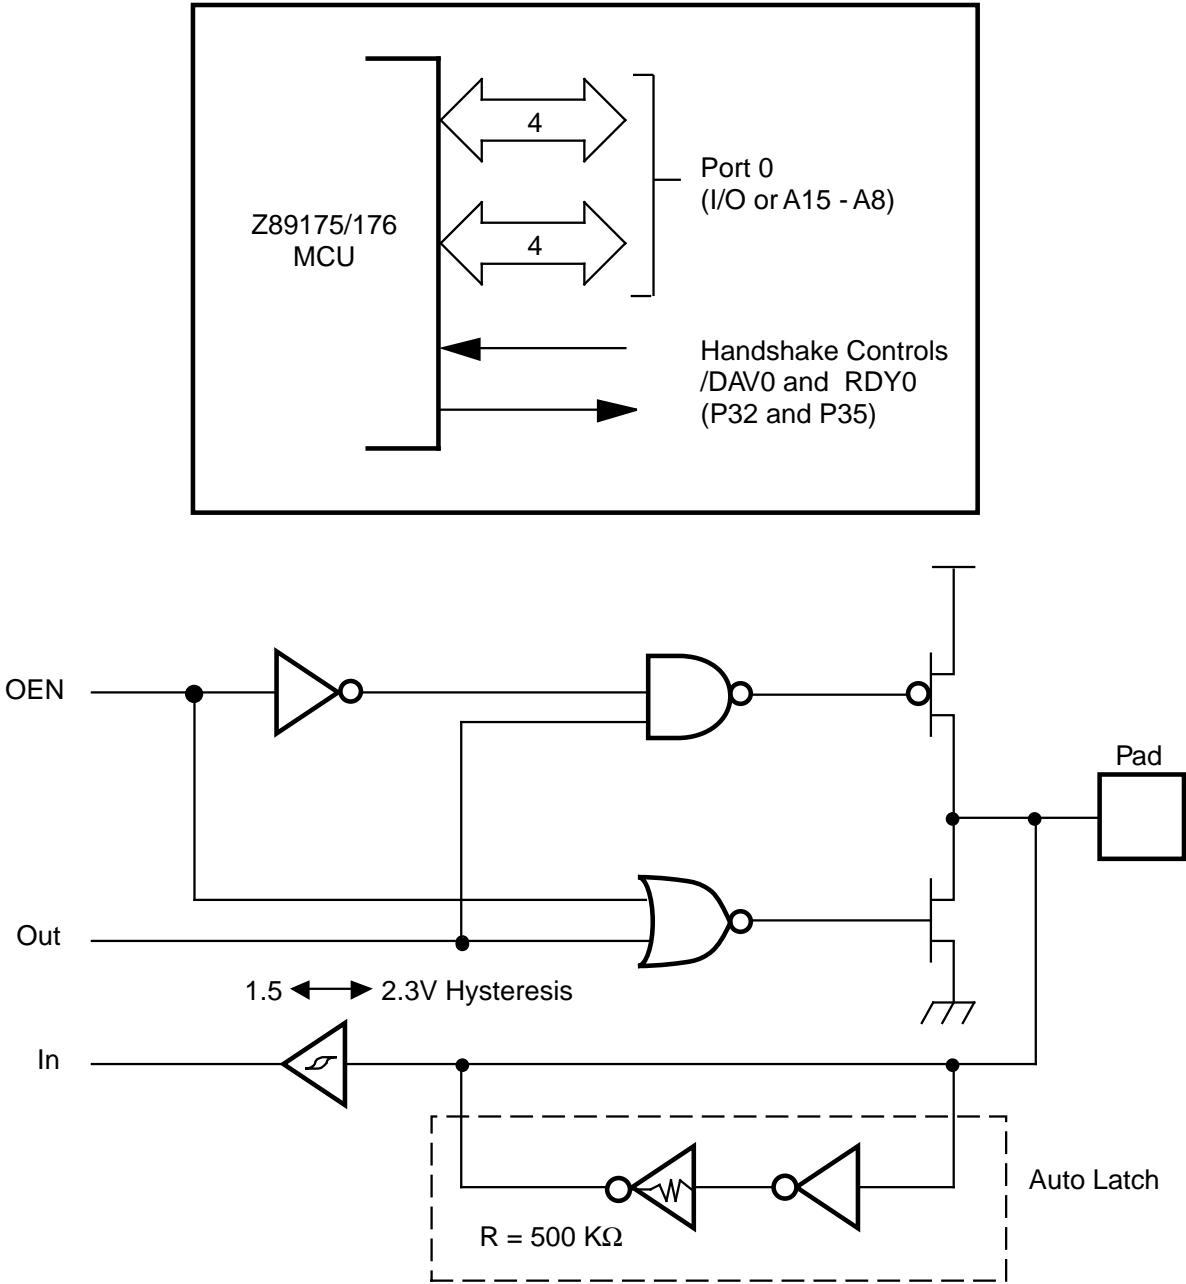 4
Port 0
(I/O or A15 - A8)
Z89175/176
MCU
4
Handshake Controls
/DAV0 and RDY0
(P32 and P35)
OEN
Pad
Out
1.5 2.3V Hysteresis
In
Auto Latch
R = 500 KΩ